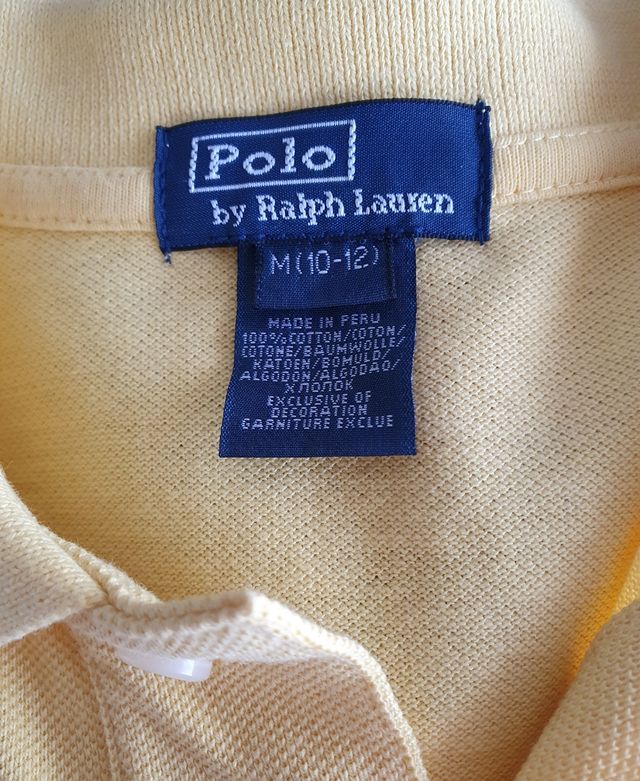 Polo
by Ralph Lauren
M(10-12)
MADE IN PERU
100%COTTON/COTON/
COTONE/BAUMWOLLE/
KATOEN/BOMULD/
ALGODON/ALGODAO/
ХЛОПОК
EXCLUSIVE OF
DECORATION
GARNITURE EXCLUE